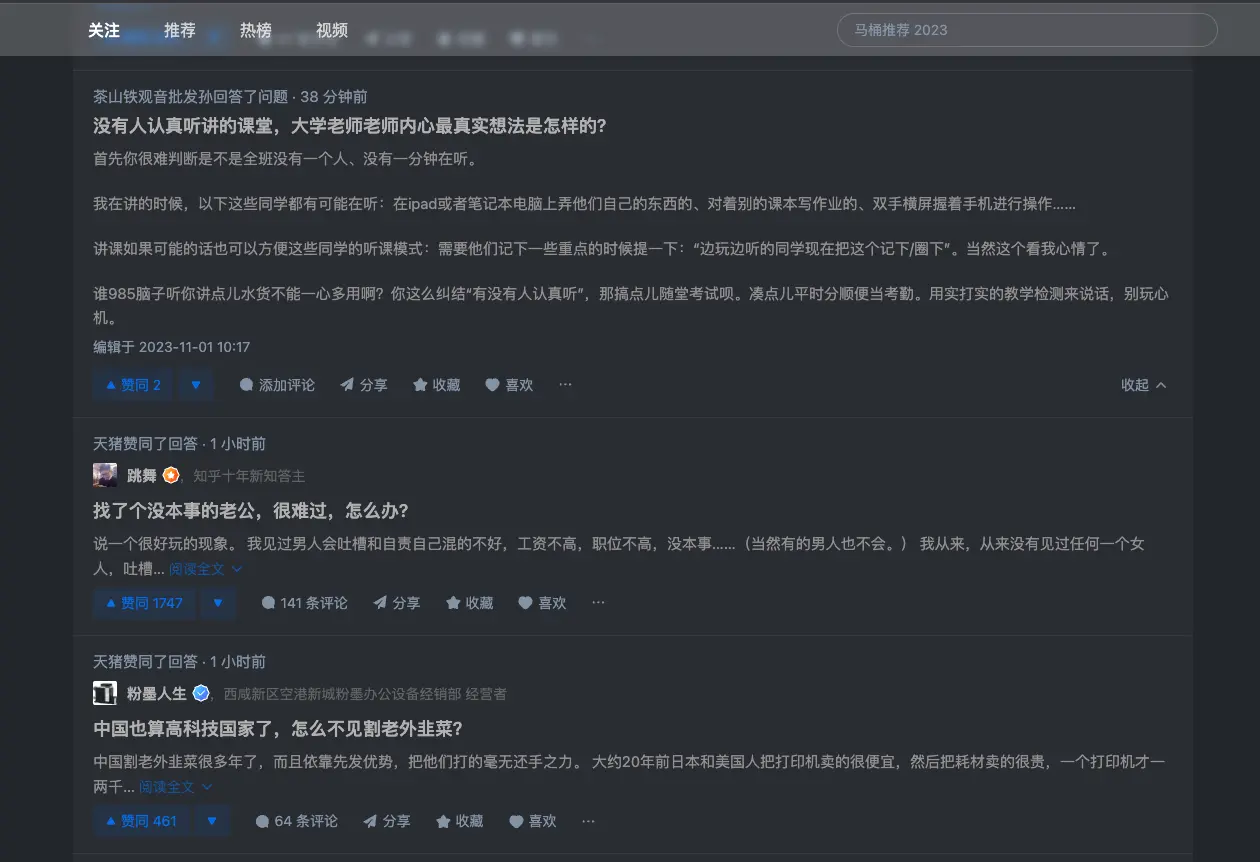 关注 推荐 热榜 视频 马桶推荐 2023
茶山铁观音批发孙回答了问题 · 38 分钟前
没有人认真听讲的课堂，大学老师老师内心最真实想法是怎样的？
首先你很难判断是不是全班没有一个人、没有一分钟在听。
我在讲的时候，以下这些同学都有可能在听：在ipad或者笔记本电脑上弄他们自己的东西的、对着别的课本写作业的、双手横屏握着手机进行操作……
讲课如果可能的话也可以方便这些同学的听课模式：需要他们记下一些重点的时候提一下：“边玩边听的同学现在把这个记下/圈下”。当然这个看我心情了。
谁985脑子听你讲点儿水货不能一心多用啊？你这么纠结“有没有人认真听”，那搞点儿随堂考试呗。凑点儿平时分顺便当考勤。用实打实的教学检测来说话，别玩心
机。
编辑于 2023-11-01 10:17
赞同 2 添加评论 分享 收藏 喜欢 ··· 收起
天猪赞同了回答 · 1 小时前
跳舞，知乎十年新知答主
找了个没本事的老公，很难过，怎么办？
说一个很好玩的现象。 我见过男人会吐槽和自责自己混的不好，工资不高，职位不高，没本事……（当然有的男人也不会。） 我从来，从来没有见过任何一个女
人，吐槽... 阅读全文
赞同 1747 141 条评论 分享 收藏 喜欢 ···
天猪赞同了回答 · 1 小时前
粉墨人生，西咸新区空港新城粉墨办公设备经销部 经营者
中国也算高科技国家了，怎么不见割老外韭菜？
中国割老外韭菜很多年了，而且依靠先发优势，把他们打的毫无还手之力。 大约20年前日本和美国人把打印机卖的很便宜，然后把耗材卖的很贵，一个打印机才一
两千... 阅读全文
赞同 461 64 条评论 分享 收藏 喜欢 ···